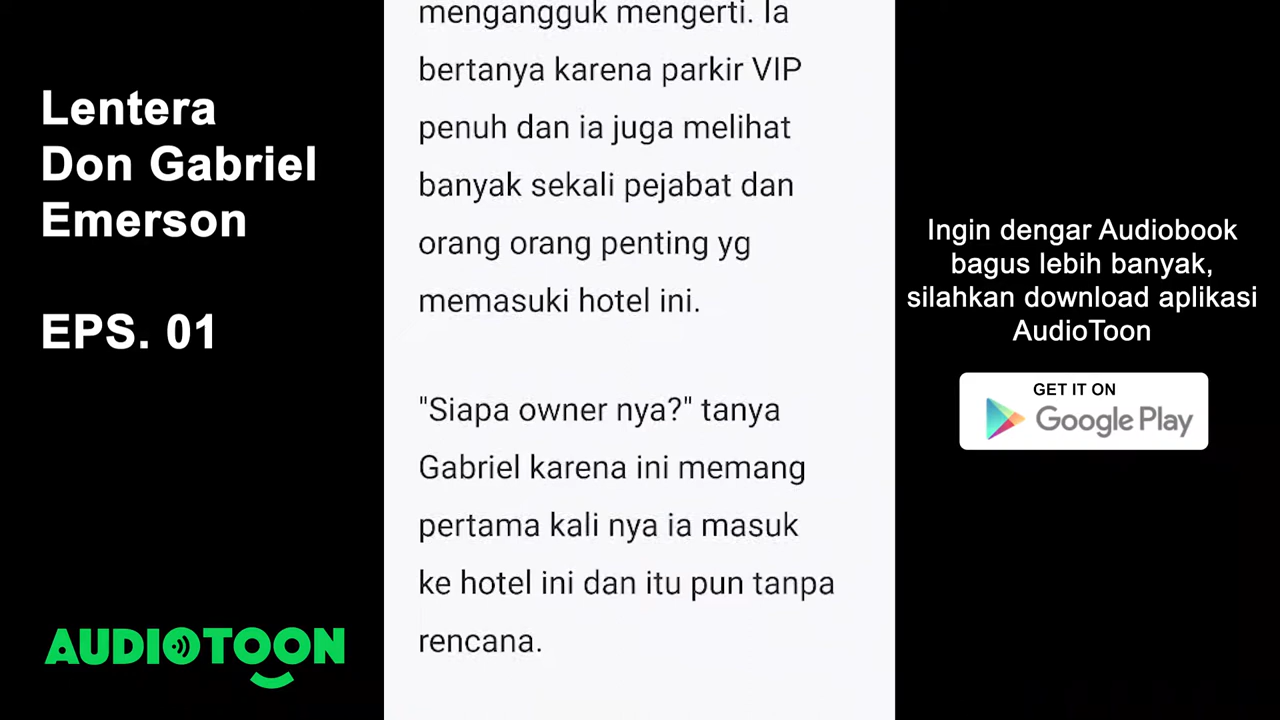 Lentera
Don Gabriel
Emerson
EPS. 01
AUDIOTOON
mengangguk mengerti. Ia
bertanya karena parkir VIP
penuh dan ia juga melihat
banyak sekali pejabat dan
orang orang penting yg
memasuki hotel ini.
"Siapa owner nya?" tanya
Gabriel karena ini memang
pertama kali nya ia masuk
ke hotel ini dan itu pun tanpa
rencana.
Ingin dengar Audiobook
bagus lebih banyak,
silahkan download aplikasi
AudioToon
GET IT ON
Google Play